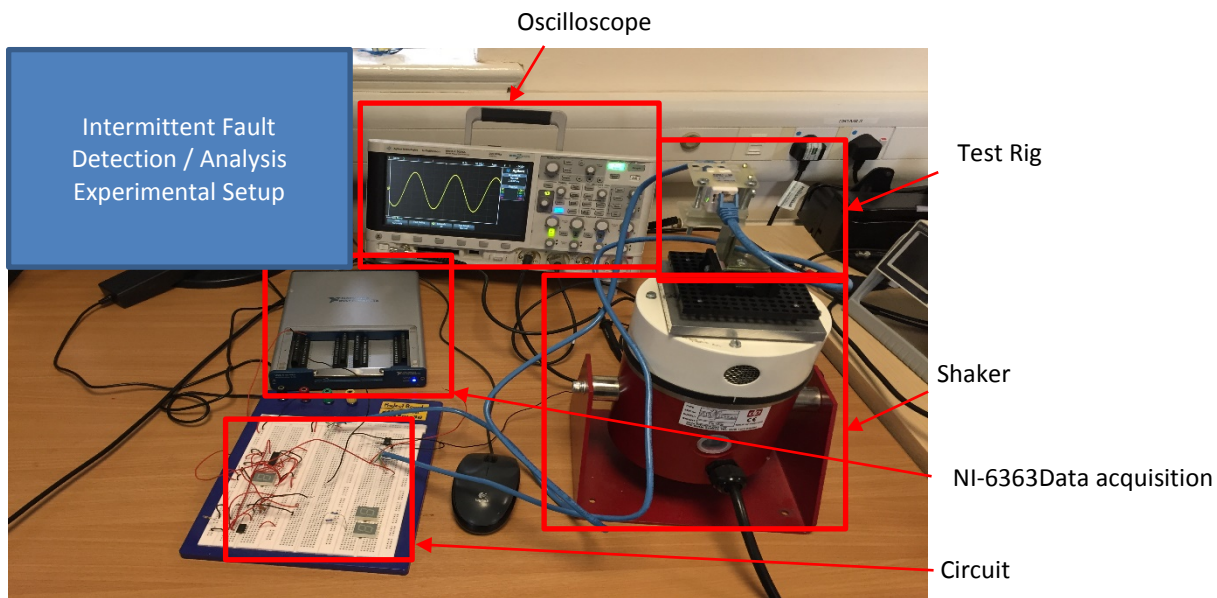 Oscilloscope
Intermittent Fault
Detection / Analysis
Experimental Setup
Test Rig
Shaker
NI-6363Data acquisition
Circuit